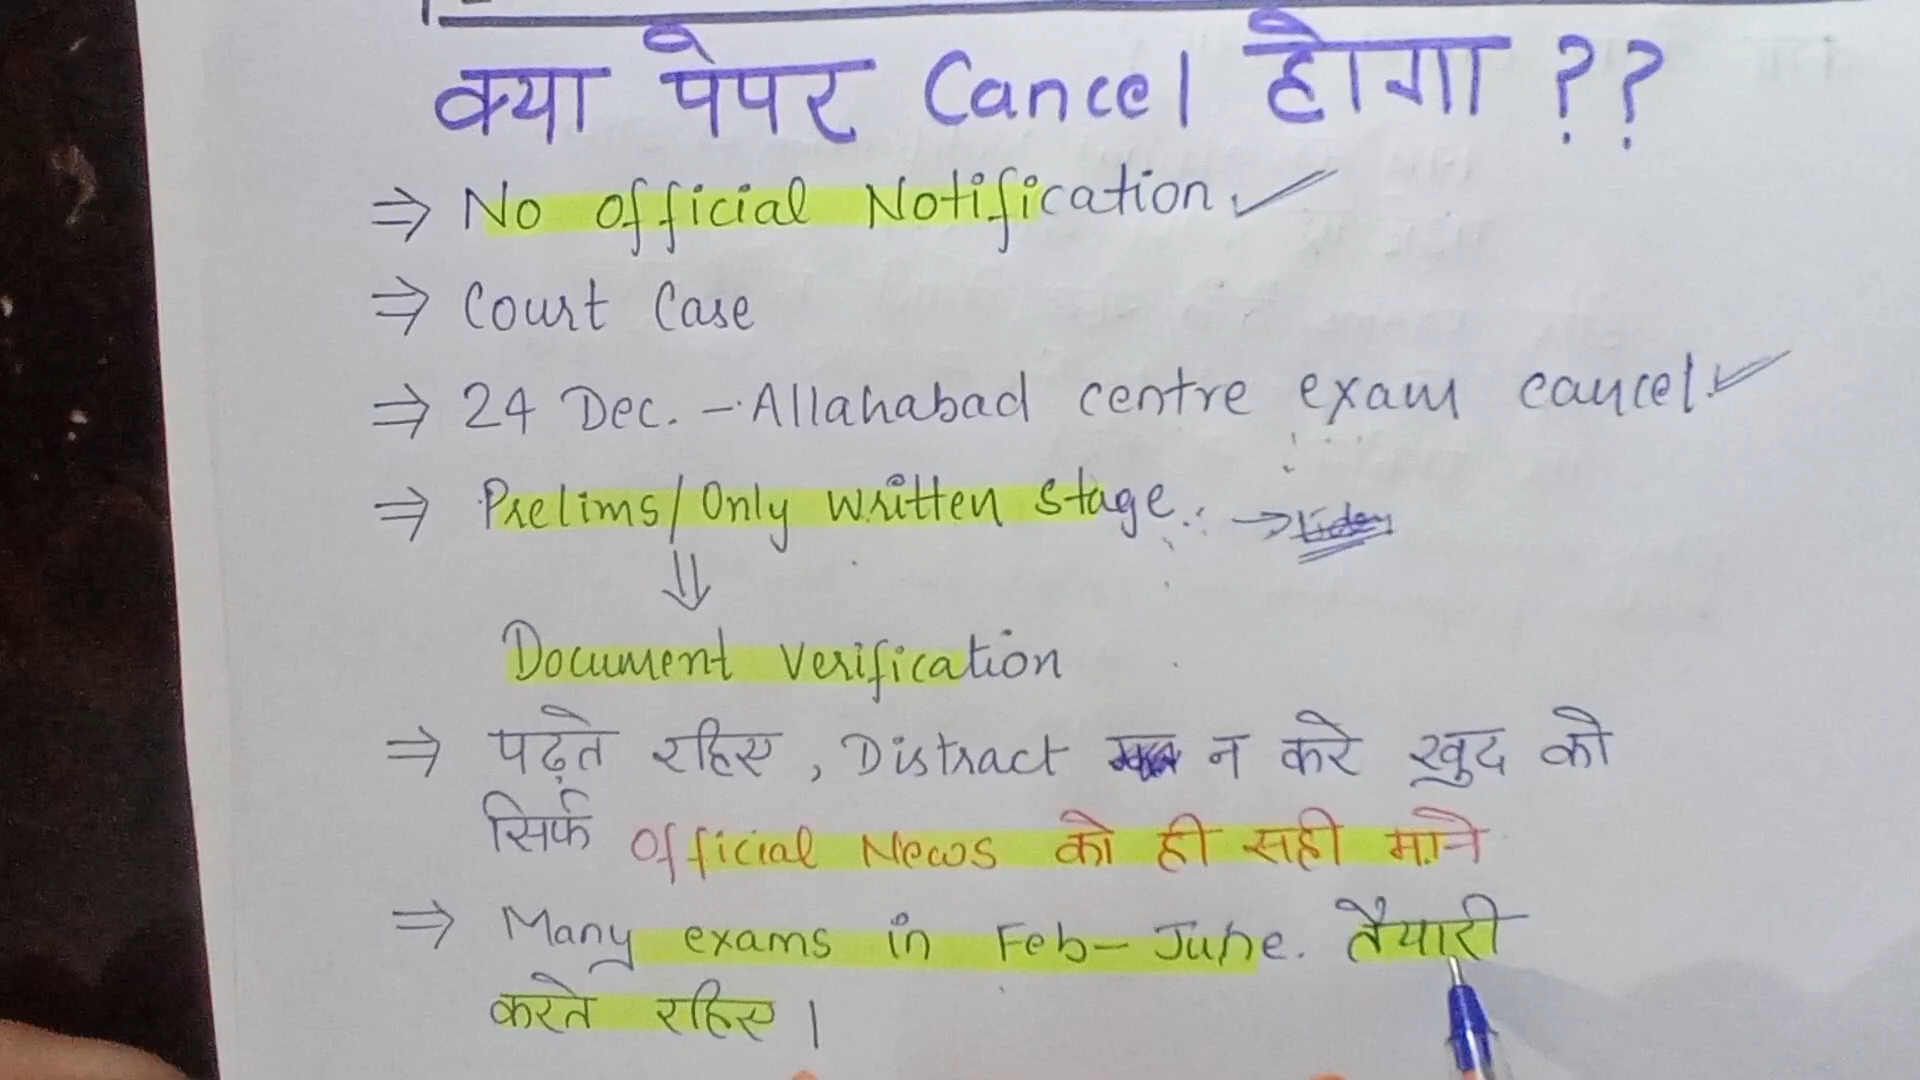 क्या पेपर Cancel होगा ??
⇒ No official Notification ✓
⇒ Court Case
⇒ 24 Dec. – Allahabad centre exam cancel. ✓
⇒ Prelims/Only written stage. →
⇓
Document verification
⇒ पढ़ते रहिए, Distract न करे खुद को
सिर्फ official News को ही सही माने
⇒ Many exams in Feb – June. तैयारी
करते रहिए ।